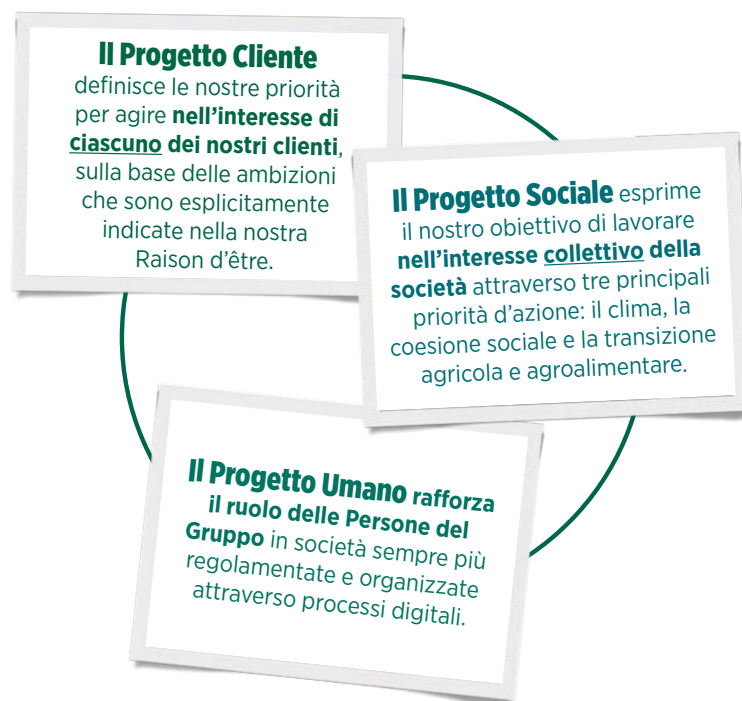 Il Progetto Cliente
definisce le nostre priorità
per agire nell’interesse di
ciascuno dei nostri clienti,
sulla base delle ambizioni
che sono esplicitamente
indicate nella nostra
Raison d’être.
Il Progetto Sociale esprime
il nostro obiettivo di lavorare
nell’interesse collettivo della
società attraverso tre principali
priorità d’azione: il clima, la
coesione sociale e la transizione
agricola e agroalimentare.
Il Progetto Umano rafforza
il ruolo delle Persone del
Gruppo in società sempre più
regolamentate e organizzate
attraverso processi digitali.